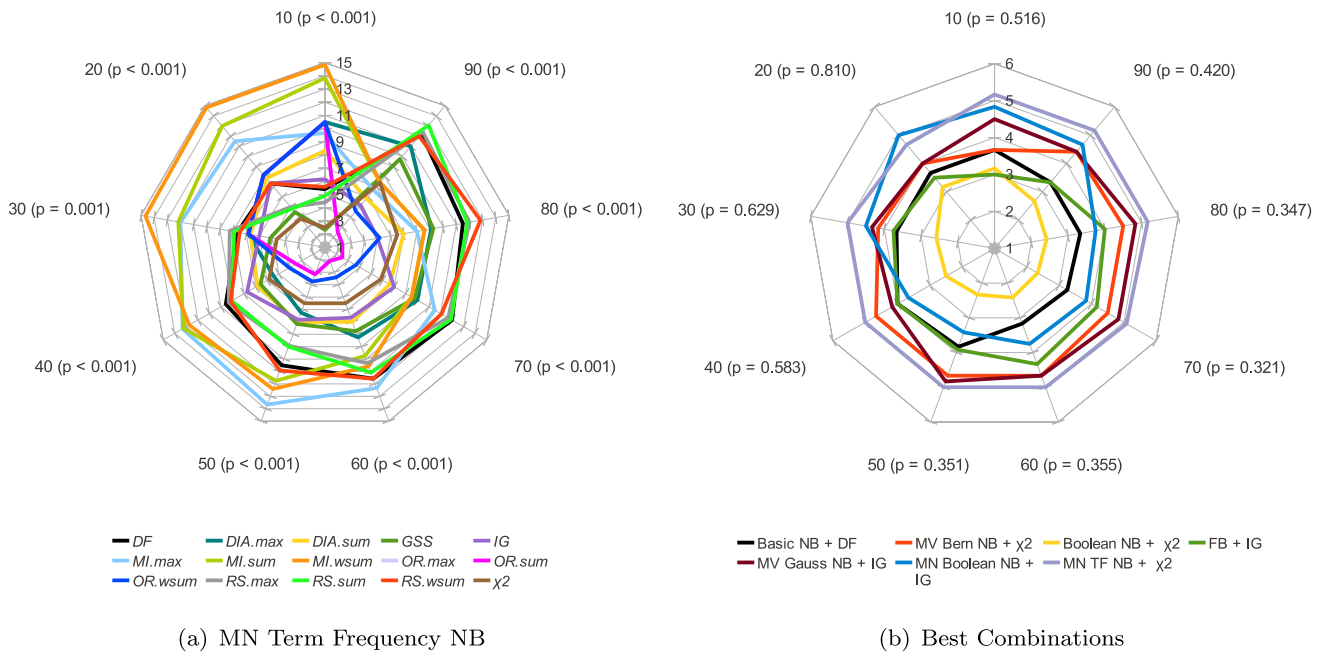 10 (p < 0.001)
20 (p < 0.001)
90 (p < 0.001)
15
13
11
9
7
5
3
1
30 (p = 0.001)
80 (p < 0.001)
40 (p < 0.001)
70 (p < 0.001)
50 (p < 0.001)
60 (p < 0.001)
DF
DIA.max
DIA.sum
GSS
IG
MI.max
MI.sum
MI.wsum
OR.max
OR.sum
OR.wsum
RS.max
RS.sum
RS.wsum
χ2
(a) MN Term Frequency NB
10 (p = 0.516)
20 (p = 0.810)
90 (p = 0.420)
6
5
4
3
2
1
30 (p = 0.629)
80 (p = 0.347)
40 (p = 0.583)
70 (p = 0.321)
50 (p = 0.351)
60 (p = 0.355)
Basic NB + DF
MV Bern NB + χ2
Boolean NB + χ2
FB + IG
MV Gauss NB + IG
MN Boolean NB +
IG
MN TF NB + χ2
(b) Best Combinations